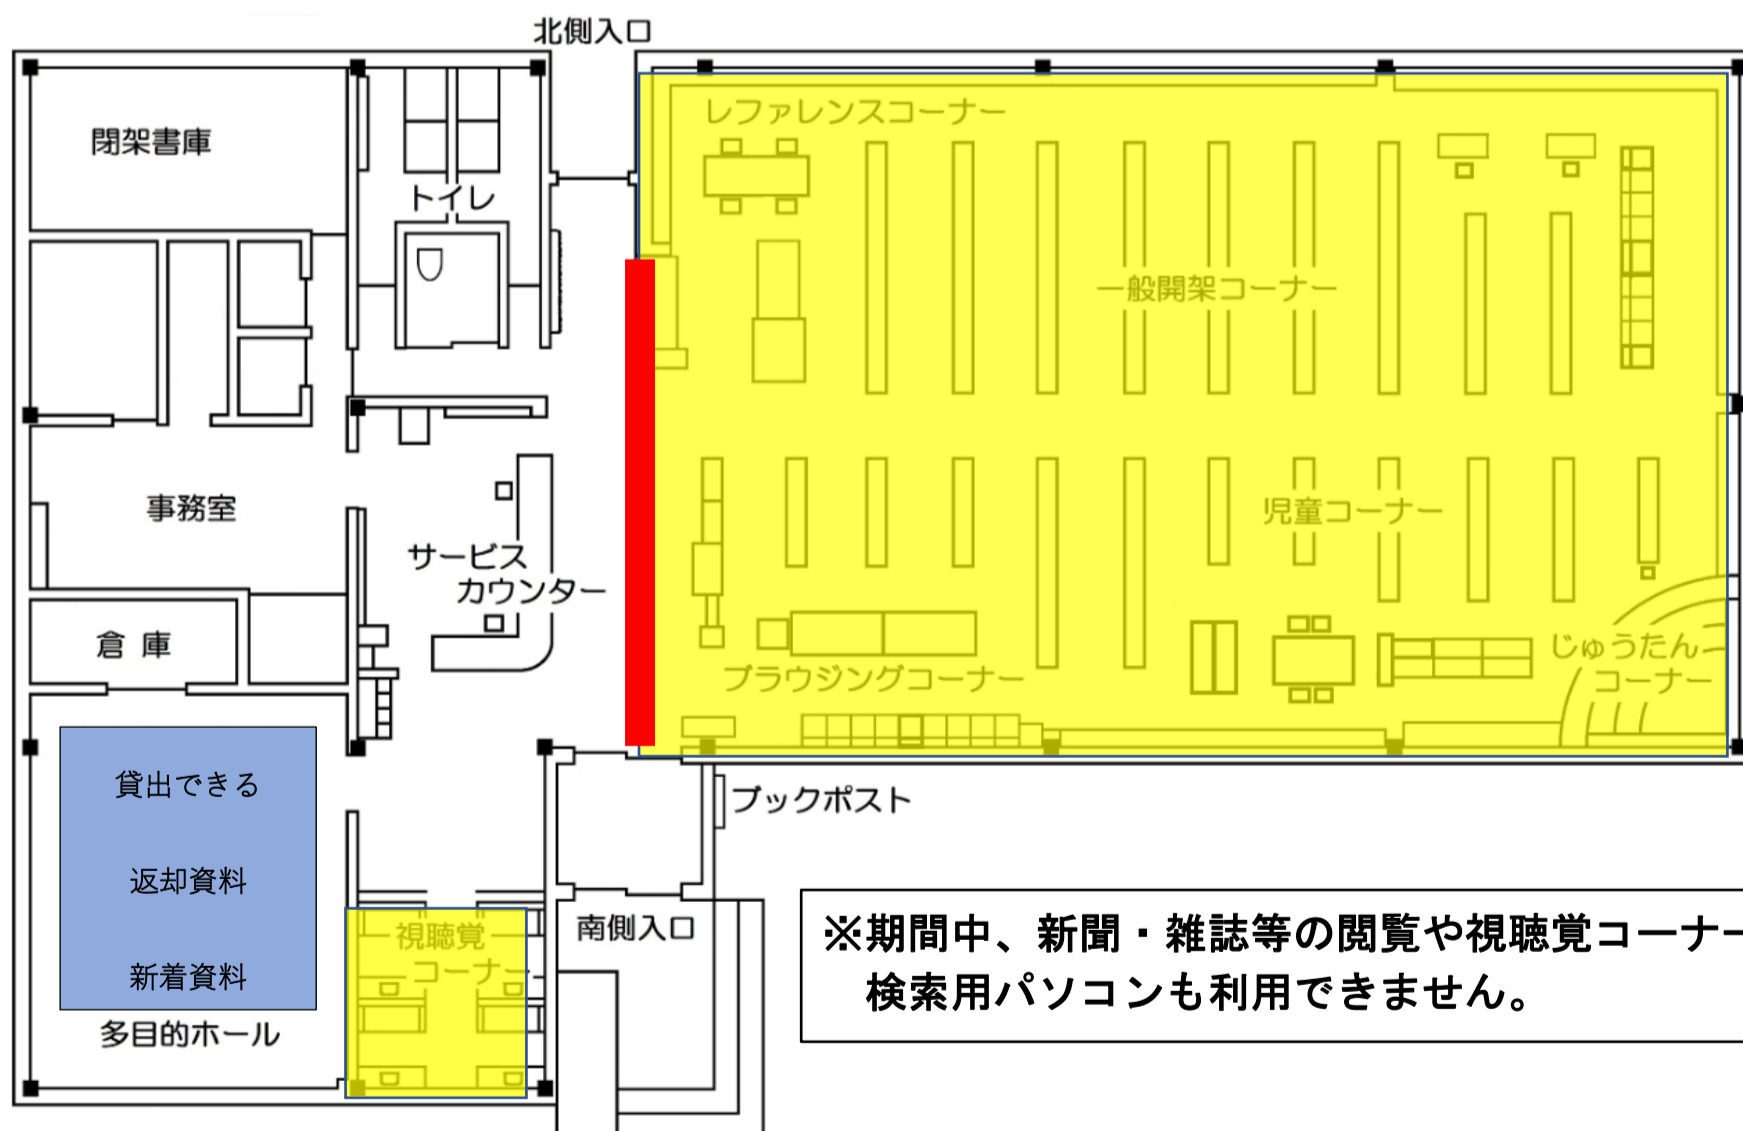 北側入口
レファレンスコーナー
閉架書庫
トイレ
一般開架コーナー
事務室
児童コーナー
サービス
カウンター
倉 庫
じゅうたん
コーナー
ブラウジングコーナー
貸出できる
返却資料
新着資料
多目的ホール
ブックポスト
視聴覚
コーナー
南側入口
※期間中、新聞・雑誌等の閲覧や視聴覚コーナー
検索用パソコンも利用できません。